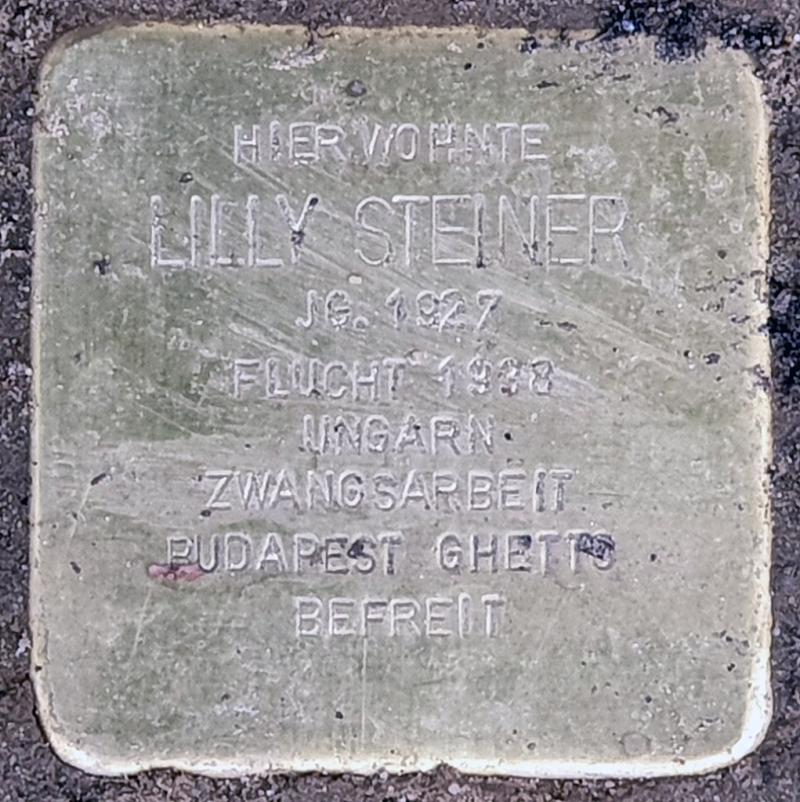 HIER WOHNTE
LILLY STEINER
JG. 1927
FLUCHT 1938
UNGARN
ZWANGSARBEIT
BUDAPEST GHETTO
BEFREIT